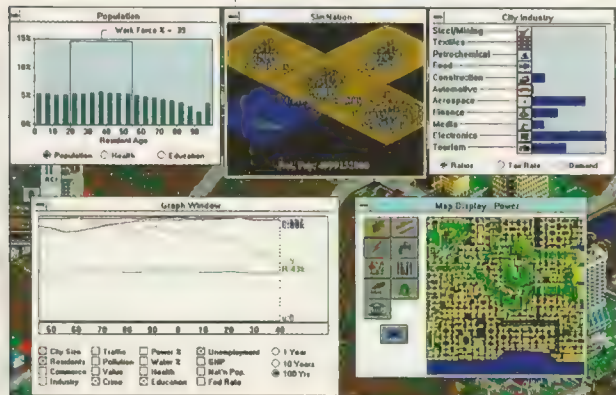 Population
Work Force % = 39
15%
10%
5%
0%
0 10 20 30 40 50 60 70 80 90
Resident Age
Population Health Education
Sim Nation
City Industry
Steel/Mining
Textiles
Petrochemical
Food
Construction
Automotive
Aerospace
Finance
Media
Electronics
Tourism
Ratios Tax Rate Demand
Graph Window
50 60 70 80 90 0 10 20 30 40
City Size Traffic Power % Unemployment
Residents Pollution Water % GNP
Commerce Value Health Nat'n Pop.
Industry Crime Education Fed Rate
1 Year
10 Years
100 Yrs
Map Display Power